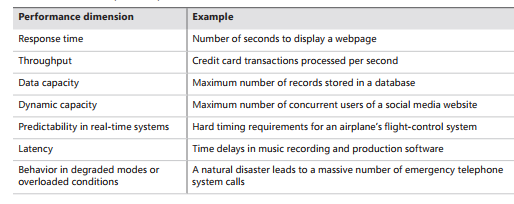 Performance dimension Example
Response time Number of seconds to display a webpage
Throughput Credit card transactions processed per second
Data capacity Maximum number of records stored in a database
Dynamic capacity Maximum number of concurrent users of a social media website
Predictability in real-time systems Hard timing requirements for an airplane's flight-control system
Latency Time delays in music recording and production software
Behavior in degraded modes or A natural disaster leads to a massive number of emergency telephone
overloaded conditions system calls